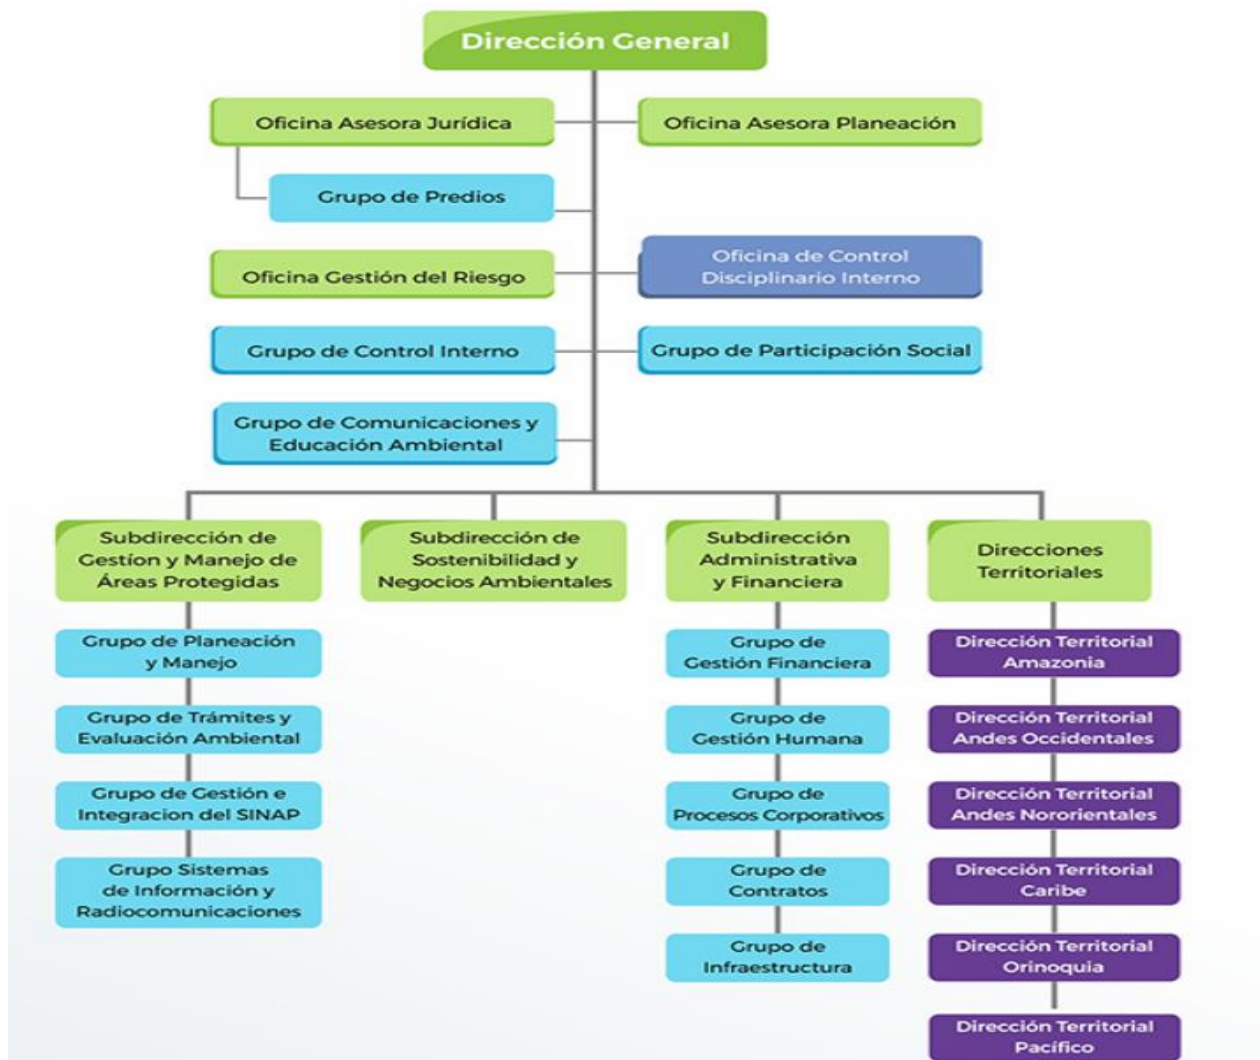 Dirección General
Oficina Asesora Jurídica
Oficina Asesora Planeación
Grupo de Predios
Oficina Gestión del Riesgo
Oficina de Control
Disciplinario Interno
Grupo de Control Interno
Grupo de Participación Social
Grupo de Comunicaciones y
Educación Ambiental
Subdirección de
Gestíon y Manejo de
Áreas Protegidas
Grupo de Planeación
y Manejo
Grupo de Trámites y
Evaluación Ambiental
Grupo de Gestión e
Integracion del SINAP
Grupo Sistemas
de Información y
Radiocomunicaciones
Subdirección de
Sostenibilidad y
Negocios Ambientales
Subdirección
Administrativa
y Financiera
Grupo de
Gestión Financiera
Grupo de
Gestión Humana
Grupo de
Procesos Corporativos
Grupo de
Contratos
Grupo de
Infraestructura
Direcciones
Territoriales
Dirección Territorial
Amazonia
Dirección Territorial
Andes Occidentales
Dirección Territorial
Andes Nororientales
Dirección Territorial
Caribe
Dirección Territorial
Orinoquia
Dirección Territorial
Pacífico